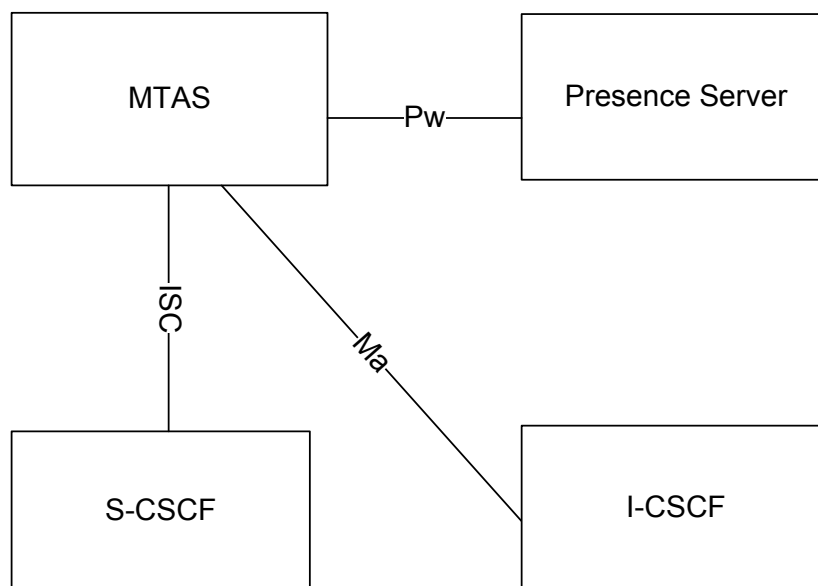 MTAS
Pw
Presence Server
ISC
Ma
S-CSCF
I-CSCF